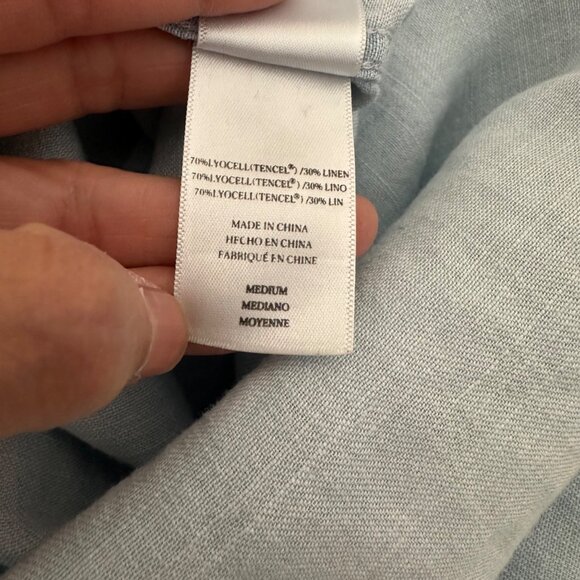 70%LYOCELL(TENCEL®) /30% LINEN
70%LYOCELL(TENCEL®) /30% LINO
70%LYOCELL(TENCEL®) /30% LIN
MADE IN CHINA
HECHO EN CHINA
FABRIQUÉ EN CHINE
MEDIUM
MEDIANO
MOYENNE